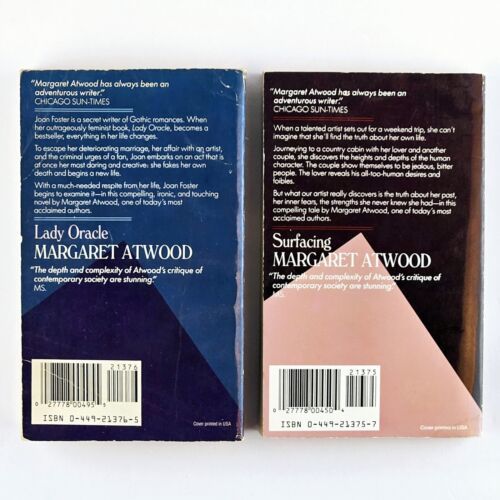 "Margaret Atwood has always been an
adventurous writer."
CHICAGO SUN-TIMES
Joan Foster is a secret writer of Gothic romances. When
her outrageously feminist book, Lady Oracle, becomes a
bestseller, everything in her life changes.
To escape her deteriorating marriage, her affair with an artist,
and the criminal urges of a fan, Joan embarks on an act that is
at once her most daring and creative: she fakes her own
death and begins a new life.
With a much-needed respite from her life, Joan Foster
begins to examine it—in this compelling, ironic, and touching
novel by Margaret Atwood, one of today's most
acclaimed authors.
Lady Oracle
MARGARET ATWOOD
"The depth and complexity of Atwood's critique of
contemporary society are stunning."
MS.
21376
0 27778 00495 5
ISBN 0-449-21376-5
Cover printed in USA
"Margaret Atwood has always been an
adventurous writer."
CHICAGO SUN-TIMES
When a talented artist sets out for a weekend trip, she can't
imagine that she'll find the truth about her own life.
Journeying to a country cabin with her lover and another
couple, she discovers the heights and depths of the human
character. The couple show themselves to be jealous, bitter
people. The lover reveals his all-too-human desires and
foibles.
But what our artist really discovers is the truth about her past,
her inner fears, the strengths she never knew she had—in this
compelling tale by Margaret Atwood, one of today's most
acclaimed authors.
Surfacing
MARGARET ATWOOD
"The depth and complexity of Atwood's critique of
contemporary society are stunning."
MS.
21375
0 27778 00450 4
ISBN 0-449-21375-7
Cover printed in USA